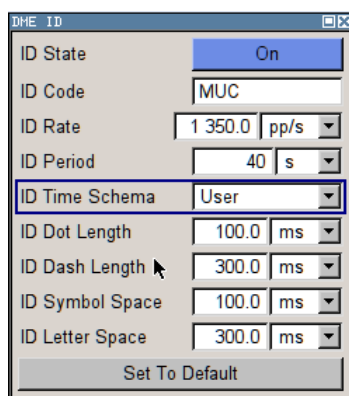 DME ID
ID State On
ID Code MUC
ID Rate 1 350.0 pp/s
ID Period 40 s
ID Time Schema User
ID Dot Length 100.0 ms
ID Dash Length 300.0 ms
ID Symbol Space 100.0 ms
ID Letter Space 300.0 ms
Set To Default